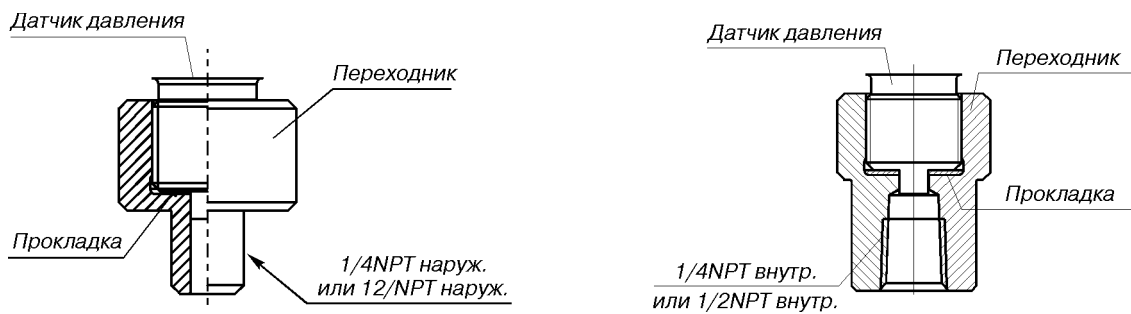 Датчик давления
Переходник
Прокладка
1/4NPT наруж.
или 12/NPT наруж.
Датчик давления
Переходник
Прокладка
1/4NPT внутр.
или 1/2NPT внутр.